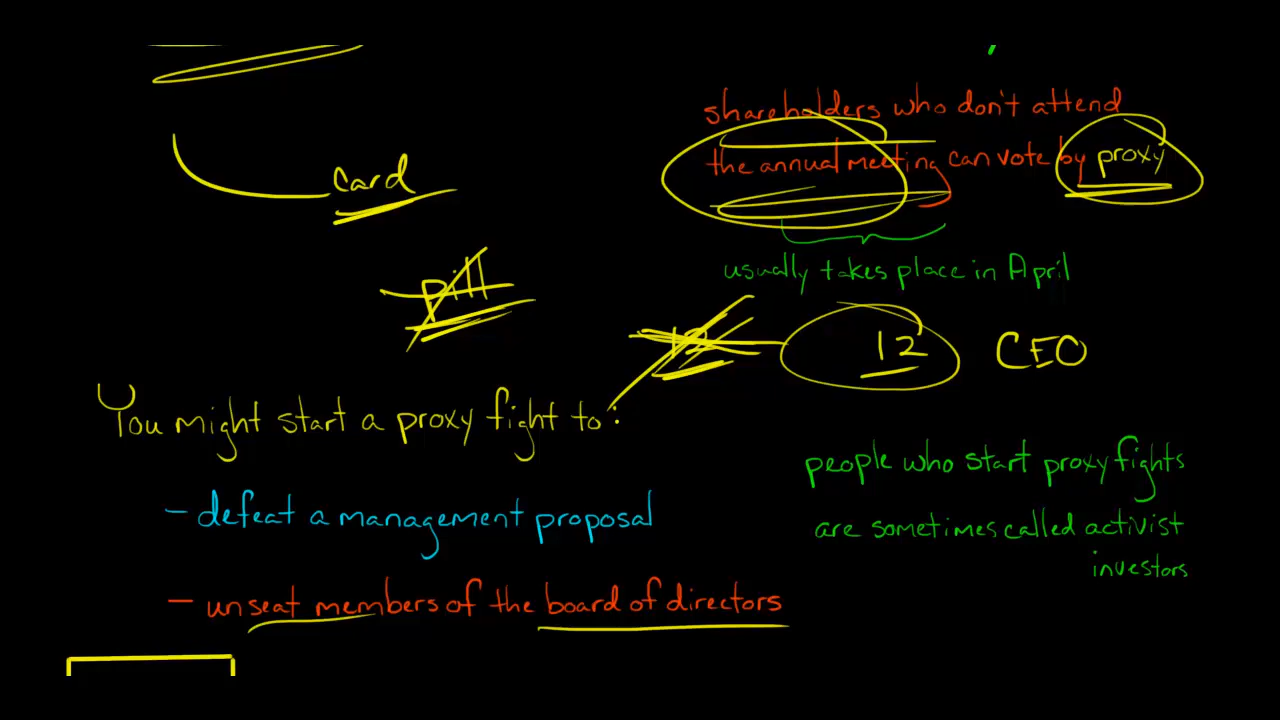 shareholders who don't attend
the annual meeting can vote by proxy
card
usually takes place in April
pill
12 12 CEO
You might start a proxy fight to:
people who start proxy fights
- defeat a management proposal
are sometimes called activist
investors
- unseat members of the board of directors